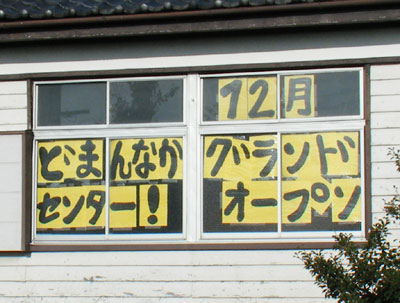 12月
どまんなか グランド
センター! オープン